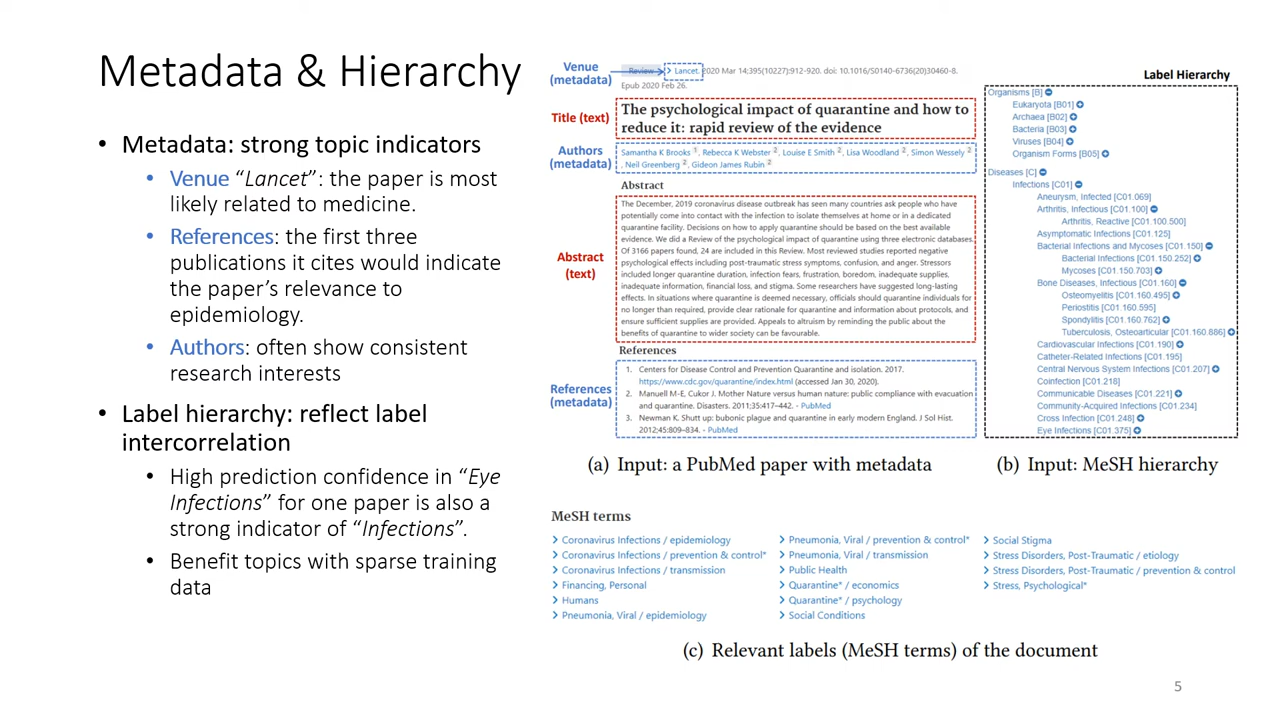 Metadata & Hierarchy
• Metadata: strong topic indicators
• Venue “Lancet”: the paper is most
likely related to medicine.
• References: the first three
publications it cites would indicate
the paper’s relevance to
epidemiology.
• Authors: often show consistent
research interests
• Label hierarchy: reflect label
intercorrelation
• High prediction confidence in “Eye
Infections” for one paper is also a
strong indicator of “Infections”.
• Benefit topics with sparse training
data
Venue
(metadata)
Review > Lancet. 2020 Mar 14;395(10227):912-920. doi: 10.1016/S0140-6736(20)30460-8.
Epub 2020 Feb 26.
Title (text)
The psychological impact of quarantine and how to
reduce it: rapid review of the evidence
Authors
(metadata)
Samantha K Brooks 1, Rebecca K Webster 2, Louise E Smith 2, Lisa Woodland 2, Simon Wessely 2
, Neil Greenberg 2, Gideon James Rubin 2
Abstract
Abstract
(text)
The December, 2019 coronavirus disease outbreak has seen many countries ask people who have
potentially come into contact with the infection to isolate themselves at home or in a dedicated
quarantine facility. Decisions on how to apply quarantine should be based on the best available
evidence. We did a Review of the psychological impact of quarantine using three electronic databases.
Of 3166 papers found, 24 are included in this Review. Most reviewed studies reported negative
psychological effects including post-traumatic stress symptoms, confusion, and anger. Stressors
included longer quarantine duration, infection fears, frustration, boredom, inadequate supplies,
inadequate information, financial loss, and stigma. Some researchers have suggested long-lasting
effects. In situations where quarantine is deemed necessary, officials should quarantine individuals for
no longer than required, provide clear rationale for quarantine and information about protocols, and
ensure sufficient supplies are provided. Appeals to altruism by reminding the public about the
benefits of quarantine to wider society can be favourable.
References
References
(metadata)
1. Centers for Disease Control and Prevention Quarantine and isolation. 2017.
https://www.cdc.gov/quarantine/index.html (accessed Jan 30, 2020).
2. Manuell M-E, Cukor J. Mother Nature versus human nature: public compliance with evacuation
and quarantine. Disasters. 2011;35:417–442. - PubMed
3. Newman K. Shutt up: bubonic plague and quarantine in early modern England. J Sol Hist.
2012;45:809–834. - PubMed
(a) Input: a PubMed paper with metadata
Label Hierarchy
Organisms [B]
Eukaryota [B01]
Archaea [B02]
Bacteria [B03]
Viruses [B04]
Organism Forms [B05]
Diseases [C]
Infections [C01]
Aneurysm, Infected [C01.069]
Arthritis, Infectious [C01.100]
Arthritis, Reactive [C01.100.500]
Asymptomatic Infections [C01.125]
Bacterial Infections and Mycoses [C01.150]
Bacterial Infections [C01.150.252]
Mycoses [C01.150.703]
Bone Diseases, Infectious [C01.160]
Osteomyelitis [C01.160.495]
Periostitis [C01.160.595]
Spondylitis [C01.160.762]
Tuberculosis, Osteoarticular [C01.160.886]
Cardiovascular Infections [C01.190]
Catheter-Related Infections [C01.195]
Central Nervous System Infections [C01.207]
Coinfection [C01.218]
Communicable Diseases [C01.221]
Community-Acquired Infections [C01.234]
Cross Infection [C01.248]
Eye Infections [C01.375]
(b) Input: MeSH hierarchy
MeSH terms
> Coronavirus Infections / epidemiology
> Coronavirus Infections / prevention & control*
> Coronavirus Infections / transmission
> Financing, Personal
> Humans
> Pneumonia, Viral / epidemiology
> Pneumonia, Viral / prevention & control*
> Pneumonia, Viral / transmission
> Public Health
> Quarantine* / economics
> Quarantine* / psychology
> Social Conditions
> Social Stigma
> Stress Disorders, Post-Traumatic / etiology
> Stress Disorders, Post-Traumatic / prevention & control
> Stress, Psychological*
(c) Relevant labels (MeSH terms) of the document
5